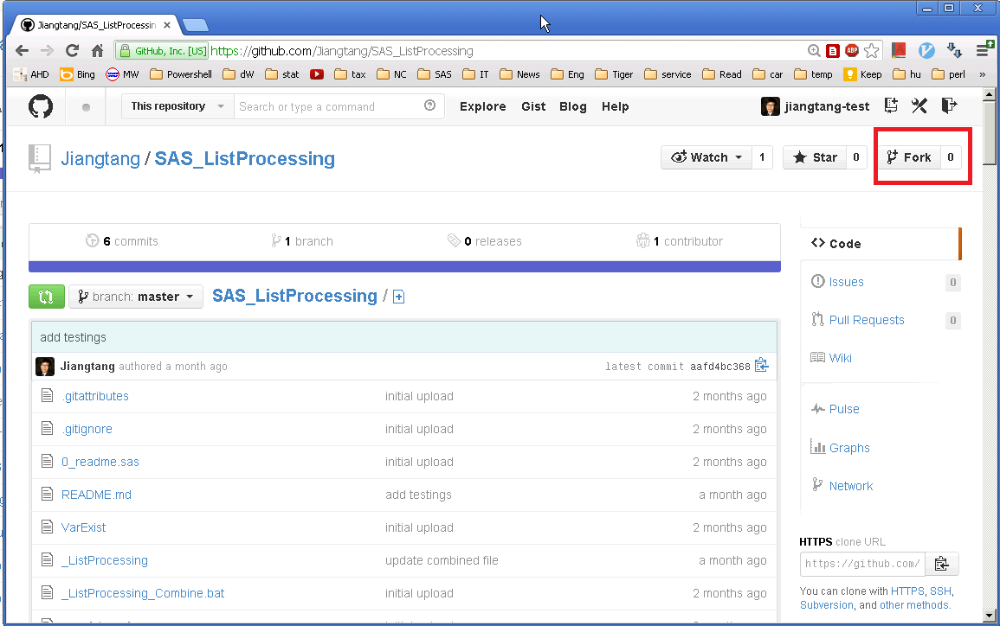 Jiangtang/SAS_ListProcessin
GitHub, Inc. [US] https://github.com/Jiangtang/SAS_ListProcessing
AHD Bing MW Powershell dW stat tax NC SAS IT News Eng Tiger service Read car temp Keep hu perl »
This repository Search or type a command Explore Gist Blog Help jiangtang-test
Jiangtang / SAS_ListProcessing Watch 1 Star 0 Fork 0
6 commits 1 branch 0 releases 1 contributor
Code
branch: master SAS_ListProcessing /
Issues 0
Pull Requests 0
Wiki
Pulse
Graphs
Network
add testings
Jiangtang authored a month ago latest commit aafd4bc368
.gitattributes initial upload 2 months ago
.gitignore initial upload 2 months ago
0_readme.sas initial upload 2 months ago
README.md add testings a month ago
VarExist initial upload 2 months ago
_ListProcessing update combined file a month ago
_ListProcessing_Combine.bat initial upload 2 months ago
HTTPS clone URL
https://github.com/
You can clone with HTTPS, SSH,
Subversion, and other methods.